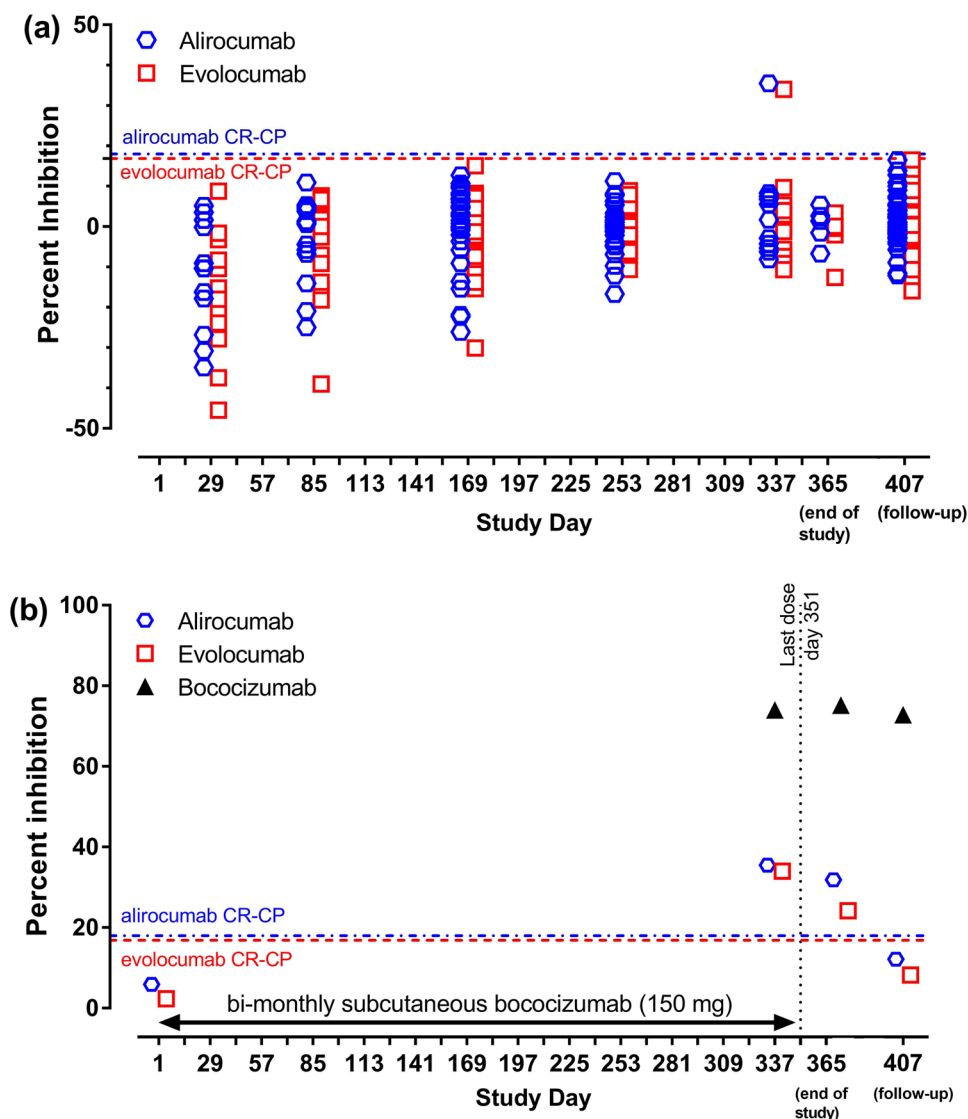 (a)
50
0
-50
Percent Inhibition
Alirocumab
Evolocumab
alirocumab CR-CP
evolocumab CR-CP
1 29 57 85 113 141 169 197 225 253 281 309 337 365 407
(end of study) (follow-up)
Study Day
(b)
100
80
60
40
20
0
Percent inhibition
Alirocumab
Evolocumab
Bococizumab
Last dose
day 351
alirocumab CR-CP
evolocumab CR-CP
bi-monthly subcutaneous bococizumab (150 mg)
1 29 57 85 113 141 169 197 225 253 281 309 337 365 407
(end of study) (follow-up)
Study Day